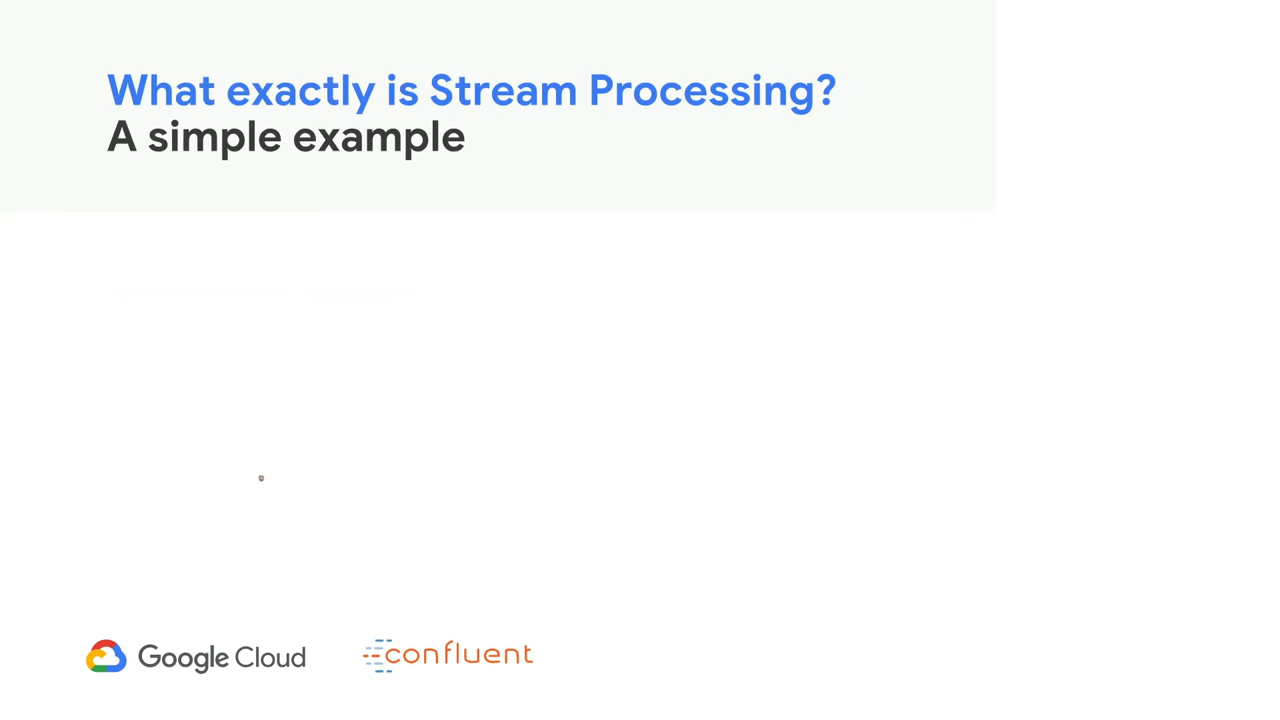 What exactly is Stream Processing?
A simple example
Google Cloud
confluent